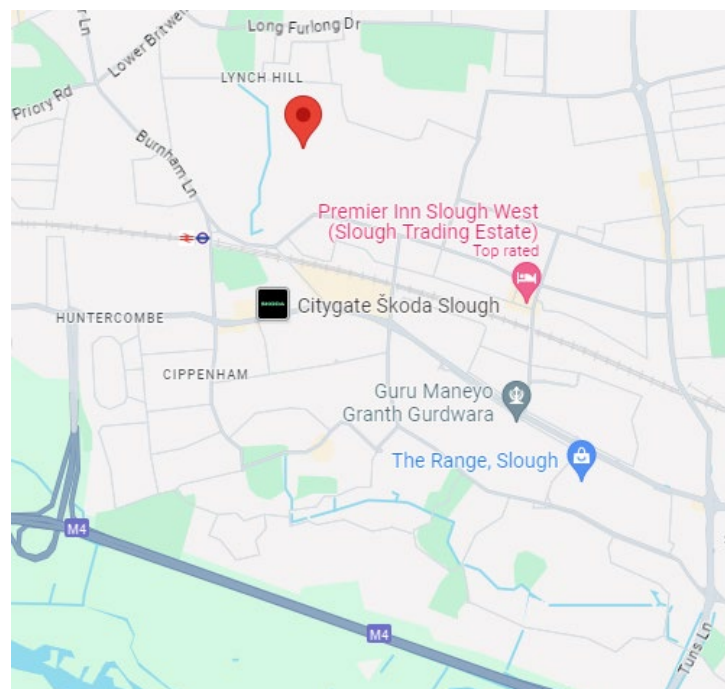 Long Furlong Dr
Lower Britwell
LYNCH HILL
Priory Rd
Burnham Ln
Premier Inn Slough West
(Slough Trading Estate)
Top rated
Citygate Škoda Slough
HUNTERCOMBE
CIPPENHAM
Guru Maneyo
Granth Gurdwara
The Range, Slough
M4
M4
Tuns Ln